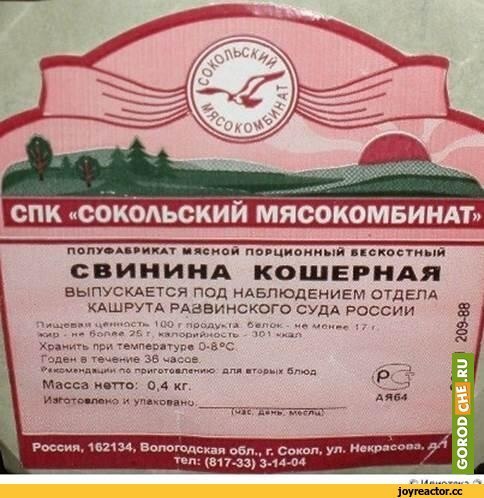 СОКОЛЬСКИЙ
МЯСОКОМБИНАТ
СПК «СОКОЛЬСКИЙ МЯСОКОМБИНАТ»
ПОЛУФАБРИКАТ МЯСНОЙ ПОРЦИОННЫЙ БЕСКОСТНЫЙ
СВИНИНА КОШЕРНАЯ
ВЫПУСКАЕТСЯ ПОД НАБЛЮДЕНИЕМ ОТДЕЛА
КАШРУТА РАВВИНСКОГО СУДА РОССИИ
Пищевая ценность 100 г продукта: белок - не менее 17 г,
жир - не более 25 г, калорийность - 301 ккал
Хранить при температуре 0-8°С.
Годен в течение 36 часов.
Рекомендации по приготовлению: для вторых блюд
Масса нетто: 0,4 кг.
Изготовлено и упаковано
(час, день, месяц)
АЯ64
209-88
Россия, 162134, Вологодская обл., г. Сокол, ул. Некрасова, д.1
тел: (817-33) 3-14-04
GOROD CHE.RU
joyreactor.cc